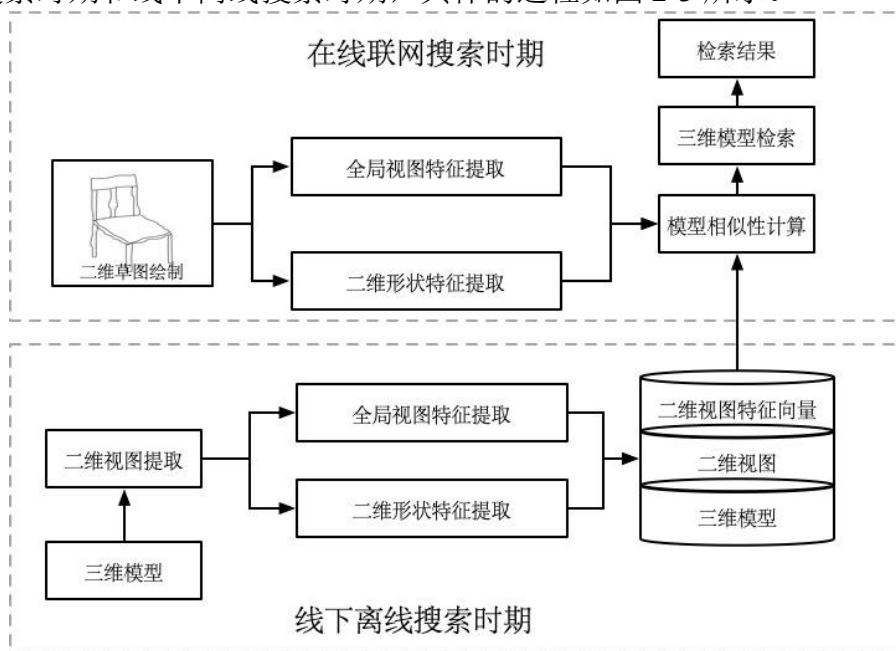 在线联网搜索时期
检索结果
三维模型检索
全局视图特征提取
模型相似性计算
二维草图绘制
二维形状特征提取
全局视图特征提取
二维视图特征向量
二维视图提取
二维视图
二维形状特征提取
三维模型
三维模型
线下离线搜索时期